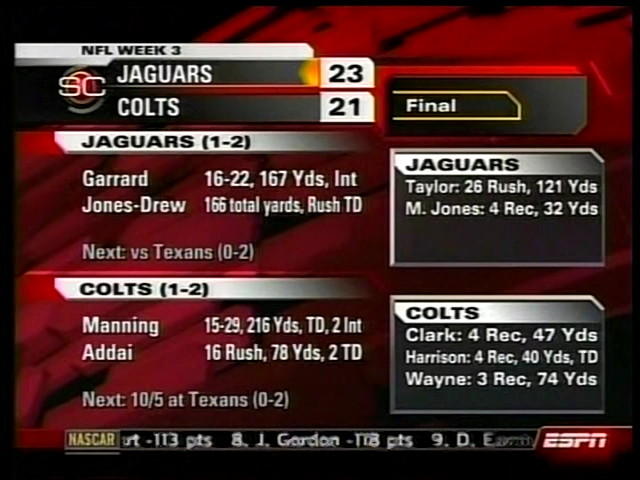 NFL WEEK 3
SC
JAGUARS 23
COLTS 21
Final
JAGUARS (1-2)
Garrard 16-22, 167 Yds, Int
Jones-Drew 166 total yards, Rush TD
Next: vs Texans (0-2)
JAGUARS
Taylor: 26 Rush, 121 Yds
M. Jones: 4 Rec, 32 Yds
COLTS (1-2)
Manning 15-29, 216 Yds, TD, 2 Int
Addai 16 Rush, 78 Yds, 2 TD
Next: 10/5 at Texans (0-2)
COLTS
Clark: 4 Rec, 47 Yds
Harrison: 4 Rec, 40 Yds, TD
Wayne: 3 Rec, 74 Yds
NASCAR -113 pts 8. J. Gordon -118 pts 9. D. ESPN